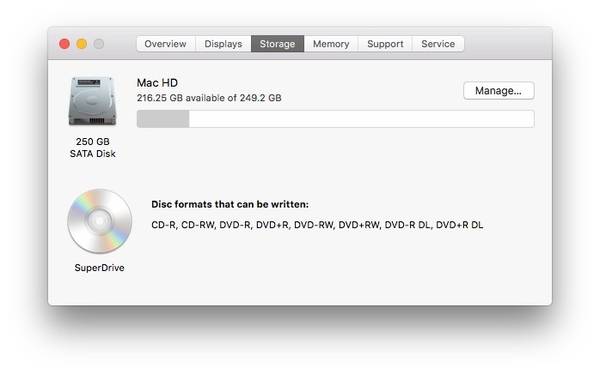 Overview Displays Storage Memory Support Service
Mac HD
216.25 GB available of 249.2 GB
Manage...
250 GB
SATA Disk
Disc formats that can be written:
CD-R, CD-RW, DVD-R, DVD+R, DVD-RW, DVD+RW, DVD-R DL, DVD+R DL
SuperDrive